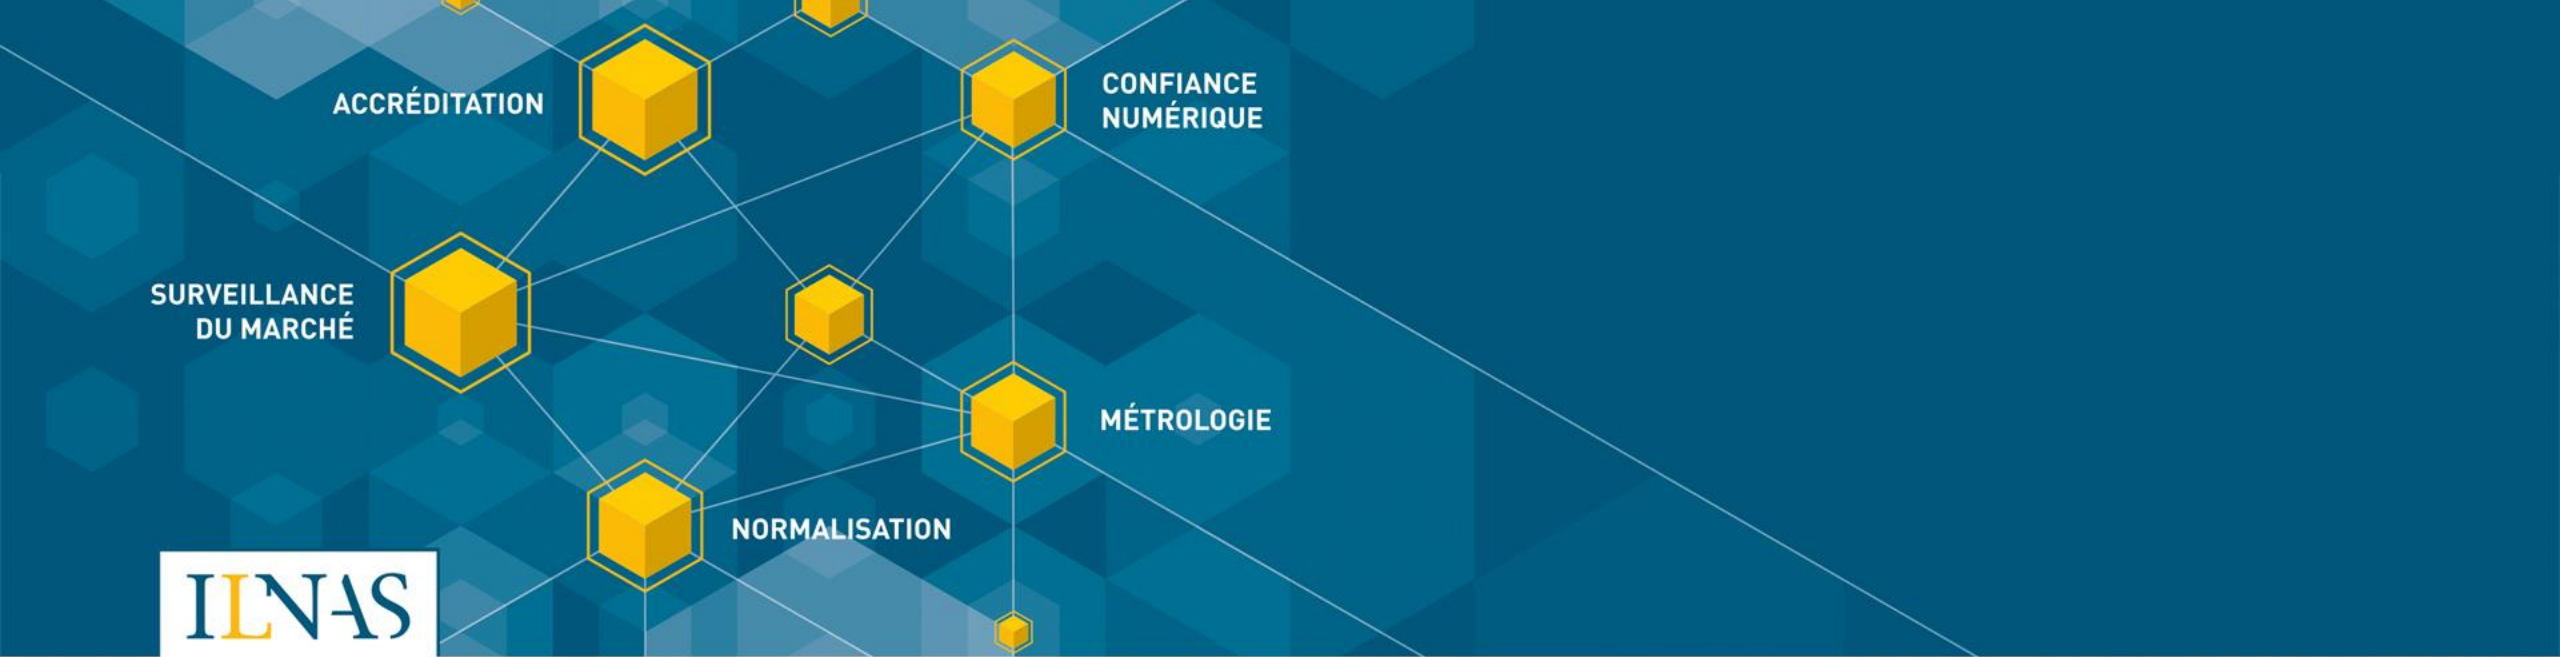 ACCRÉDITATION
CONFIANCE
NUMÉRIQUE
SURVEILLANCE
DU MARCHÉ
MÉTROLOGIE
NORMALISATION
ILNAS